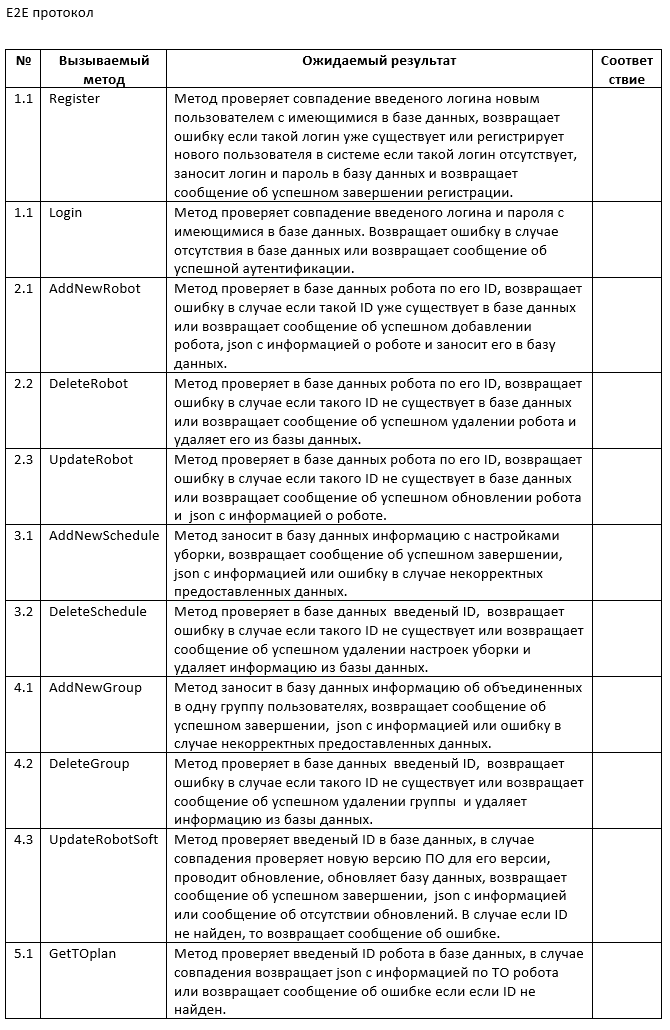 E2E протокол
№ Вызываемый Ожидаемый результат Соответ
метод ствие
1.1 Register Метод проверяет совпадение введеного логина новым
пользователем с имеющимися в базе данных, возвращает
ошибку если такой логин уже существует или регистрирует
нового пользователя в системе если такой логин отсутствует,
заносит логин и пароль в базу данных и возвращает
сообщение об успешном завершении регистрации.
1.1 Login Метод проверяет совпадение введеного логина и пароля с
имеющимися в базе данных. Возвращает ошибку в случае
отсутствия в базе данных или возвращает сообщение об
успешной аутентификации.
2.1 AddNewRobot Метод проверяет в базе данных робота по его ID, возвращает
ошибку в случае если такой ID уже существует в базе данных
или возвращает сообщение об успешном добавлении
робота, json с информацией о роботе и заносит его в базу
данных.
2.2 DeleteRobot Метод проверяет в базе данных робота по его ID, возвращает
ошибку в случае если такого ID не существует в базе данных
или возвращает сообщение об успешном удалении робота и
удаляет его из базы данных.
2.3 UpdateRobot Метод проверяет в базе данных робота по его ID, возвращает
ошибку в случае если такого ID не существует в базе данных
или возвращает сообщение об успешном обновлении робота
и json с информацией о роботе.
3.1 AddNewSchedule Метод заносит в базу данных информацию с настройками
уборки, возвращает сообщение об успешном завершении,
json с информацией или ошибку в случае некорректных
предоставленных данных.
3.2 DeleteSchedule Метод проверяет в базе данных введеный ID, возвращает
ошибку в случае если такого ID не существует или возвращает
сообщение об успешном удалении настроек уборки и
удаляет информацию из базы данных.
4.1 AddNewGroup Метод заносит в базу данных информацию об объединенных
в одну группу пользователях, возвращает сообщение об
успешном завершении, json с информацией или ошибку в
случае некорректных предоставленных данных.
4.2 DeleteGroup Метод проверяет в базе данных введеный ID, возвращает
ошибку в случае если такого ID не существует или возвращает
сообщение об успешном удалении группы и удаляет
информацию из базы данных.
4.3 UpdateRobotSoft Метод проверяет введеный ID в базе данных, в случае
совпадения проверяет новую версию ПО для его версии,
проводит обновление, обновляет базу данных, возвращает
сообщение об успешном завершении, json с информацией
или сообщение об отсутствии обновлений. В случае если ID
не найден, то возвращает сообщение об ошибке.
5.1 GetTOplan Метод проверяет введеный ID робота в базе данных, в случае
совпадения возвращает json с информацией по ТО робота
или возвращает сообщение об ошибке если если ID не
найден.